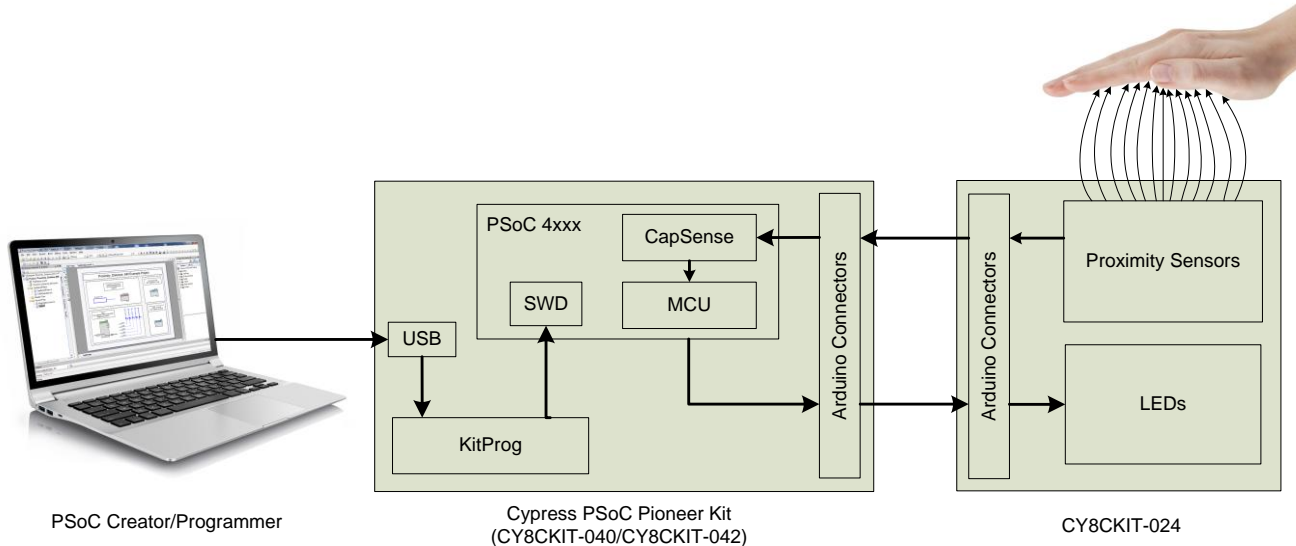 PSoC 4xxx
CapSense
SWD
MCU
USB
KitProg
Arduino Connectors
Arduino Connectors
Proximity Sensors
LEDs
PSoC Creator/Programmer
Cypress PSoC Pioneer Kit
(CY8CKIT-040/CY8CKIT-042)
CY8CKIT-024